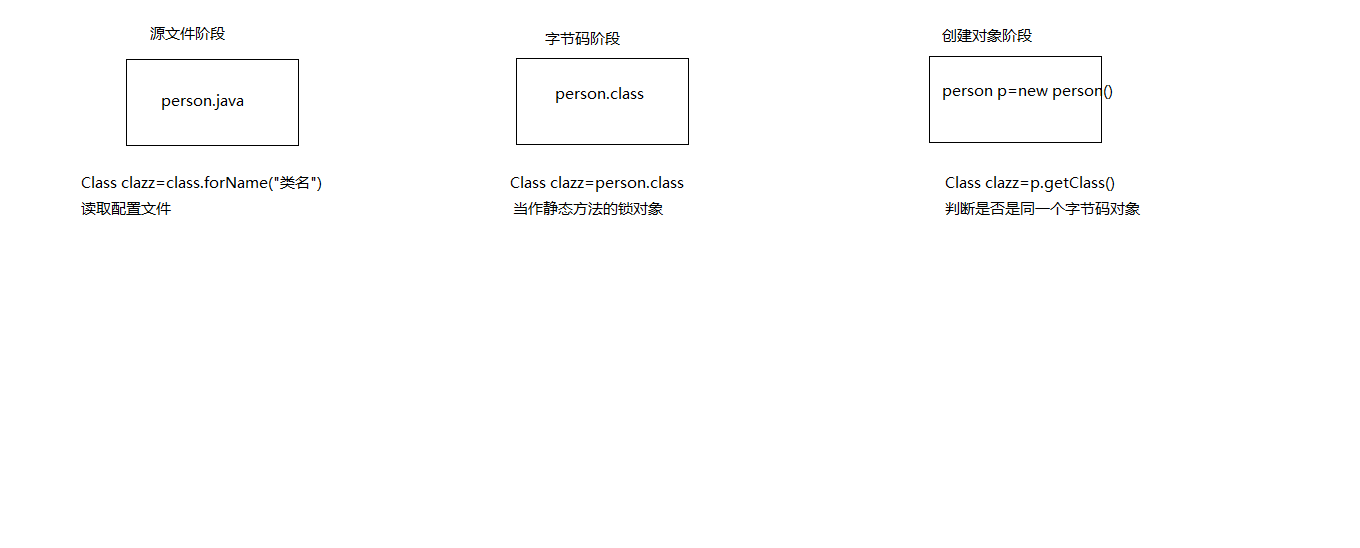 源文件阶段
person.java
Class clazz=class.forName("类名")
读取配置文件
字节码阶段
person.class
Class clazz=person.class
当作静态方法的锁对象
创建对象阶段
person p=new person()
Class clazz=p.getClass()
判断是否是同一个字节码对象